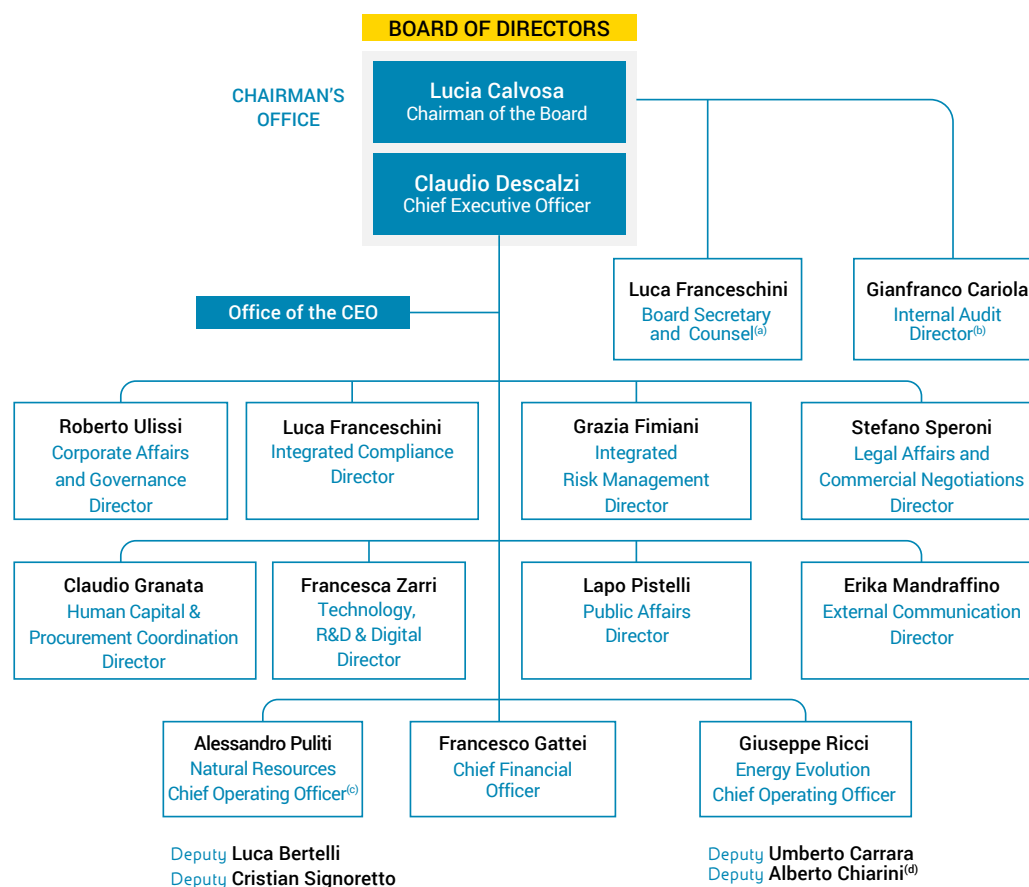 BOARD OF DIRECTORS
CHAIRMAN'S
OFFICE
Lucia Calvosa
Chairman of the Board
Claudio Descalzi
Chief Executive Officer
Office of the CEO
Luca Franceschini
Board Secretary
and Counsel(a)
Gianfranco Cariola
Internal Audit
Director(b)
Roberto Ulissi
Corporate Affairs
and Governance
Director
Luca Franceschini
Integrated Compliance
Director
Grazia Fimiani
Integrated
Risk Management
Director
Stefano Speroni
Legal Affairs and
Commercial Negotiations
Director
Claudio Granata
Human Capital &
Procurement Coordination
Director
Francesca Zarri
Technology,
R&D & Digital
Director
Lapo Pistelli
Public Affairs
Director
Erika Mandraffino
External Communication
Director
Alessandro Puliti
Natural Resources
Chief Operating Officer(c)
Francesco Gattei
Chief Financial
Officer
Giuseppe Ricci
Energy Evolution
Chief Operating Officer
Deputy Luca Bertelli
Deputy Cristian Signoretto
Deputy Umberto Carrara
Deputy Alberto Chiarini(d)